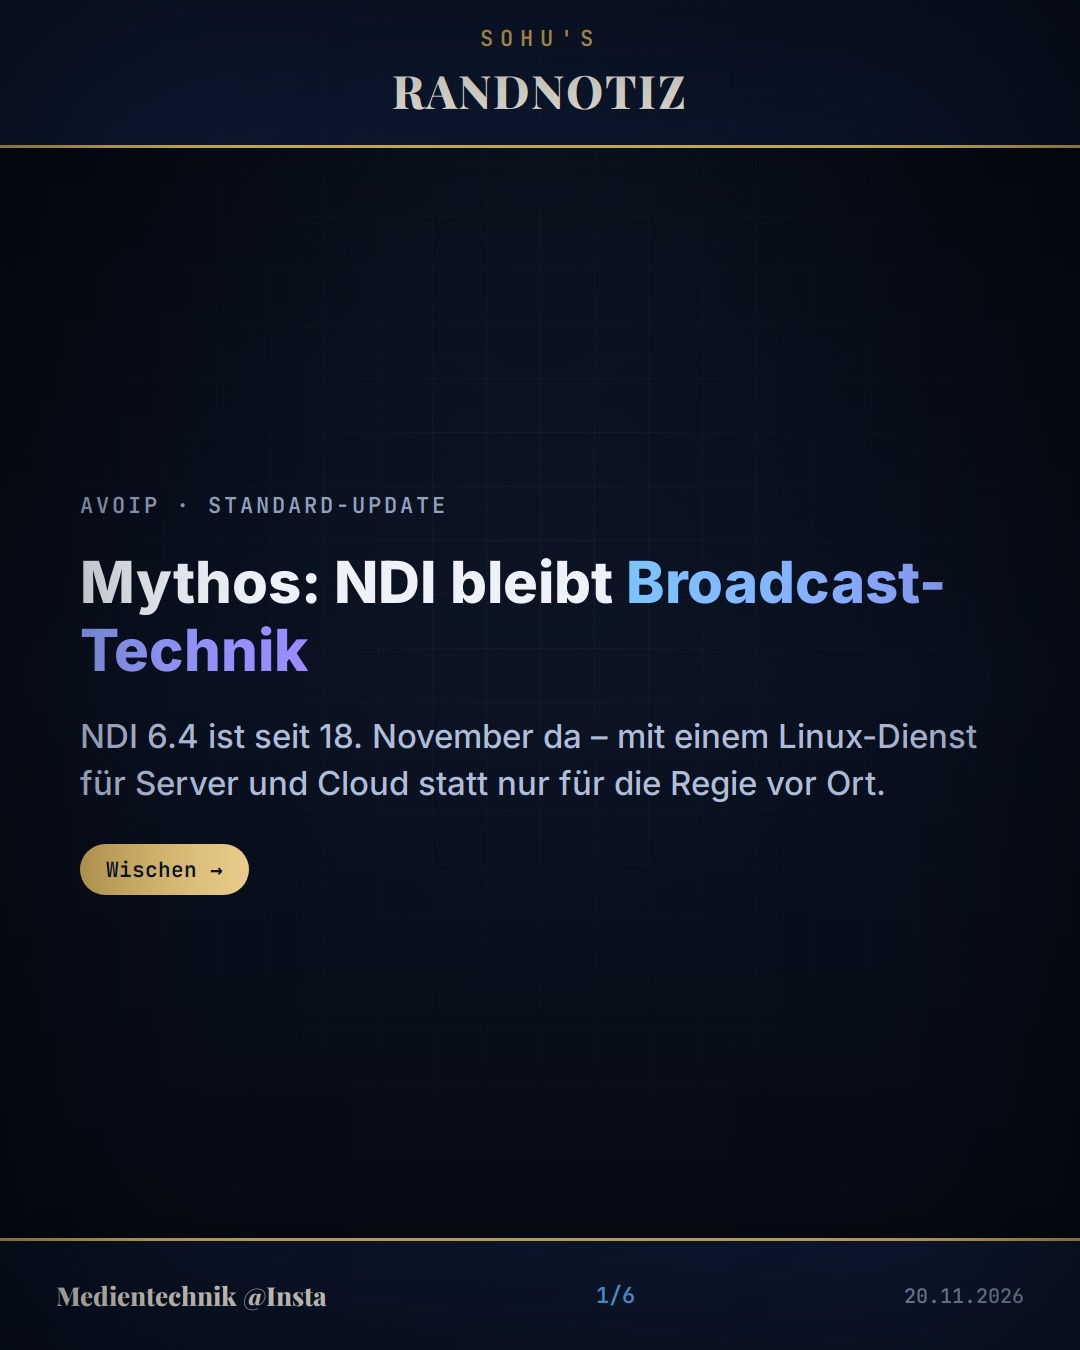 SOHU'S
RANDNOTIZ
AVOIP · STANDARD-UPDATE
Mythos: NDI bleibt Broadcast-
Technik
NDI 6.4 ist seit 18. November da – mit einem Linux-Dienst
für Server und Cloud statt nur für die Regie vor Ort.
Wischen →
Medientechnik @Insta
1/6
20.11.2026